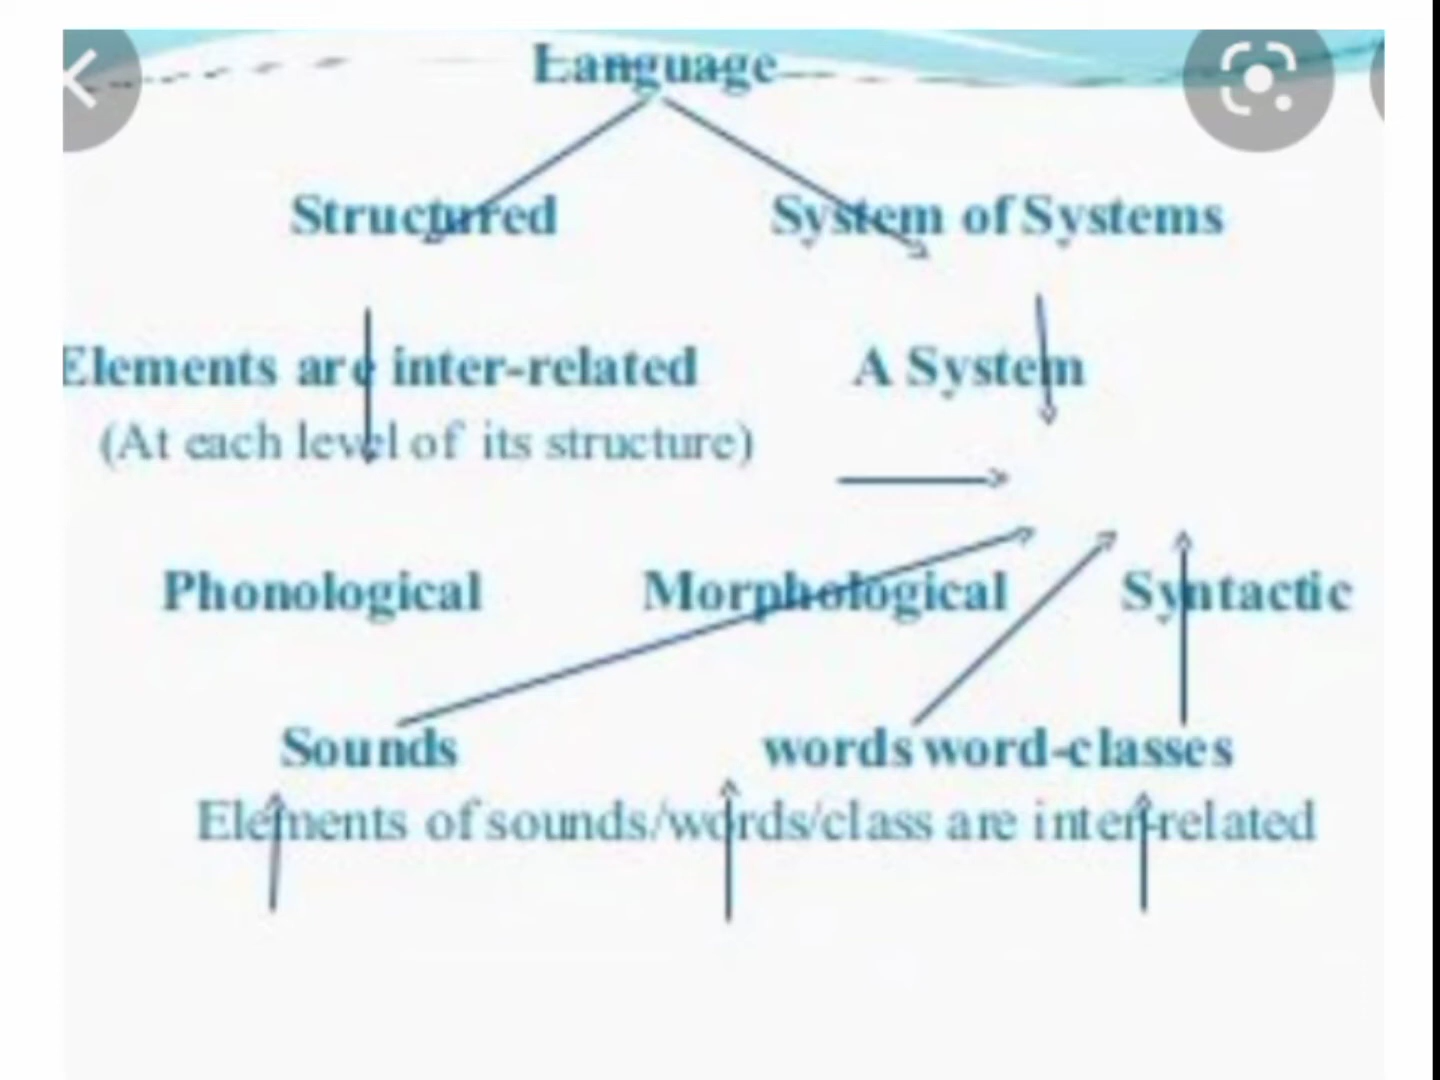 Language
Structured System of Systems
Elements are inter-related A System
(At each level of its structure)
Phonological Morphological Syntactic
Sounds words word-classes
Elements of sounds/words/class are inter-related